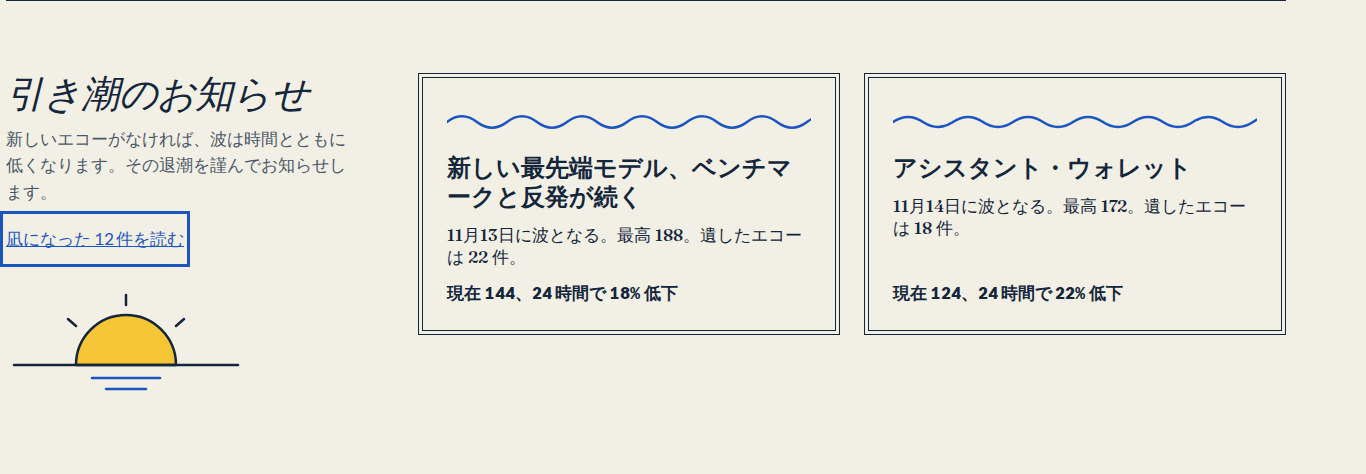 引き潮のお知らせ
新しいエコーがなければ、波は時間とともに
低くなります。その退潮を謹んでお知らせし
ます。
凪になった 12 件を読む
新しい最先端モデル、ベンチマ
ークと反発が続く
11月13日に波となる。最高 188。遺したエコー
は 22 件。
現在 144、24 時間で 18% 低下
アシスタント・ウォレット
11月14日に波となる。最高 172。遺したエコー
は 18 件。
現在 124、24 時間で 22% 低下